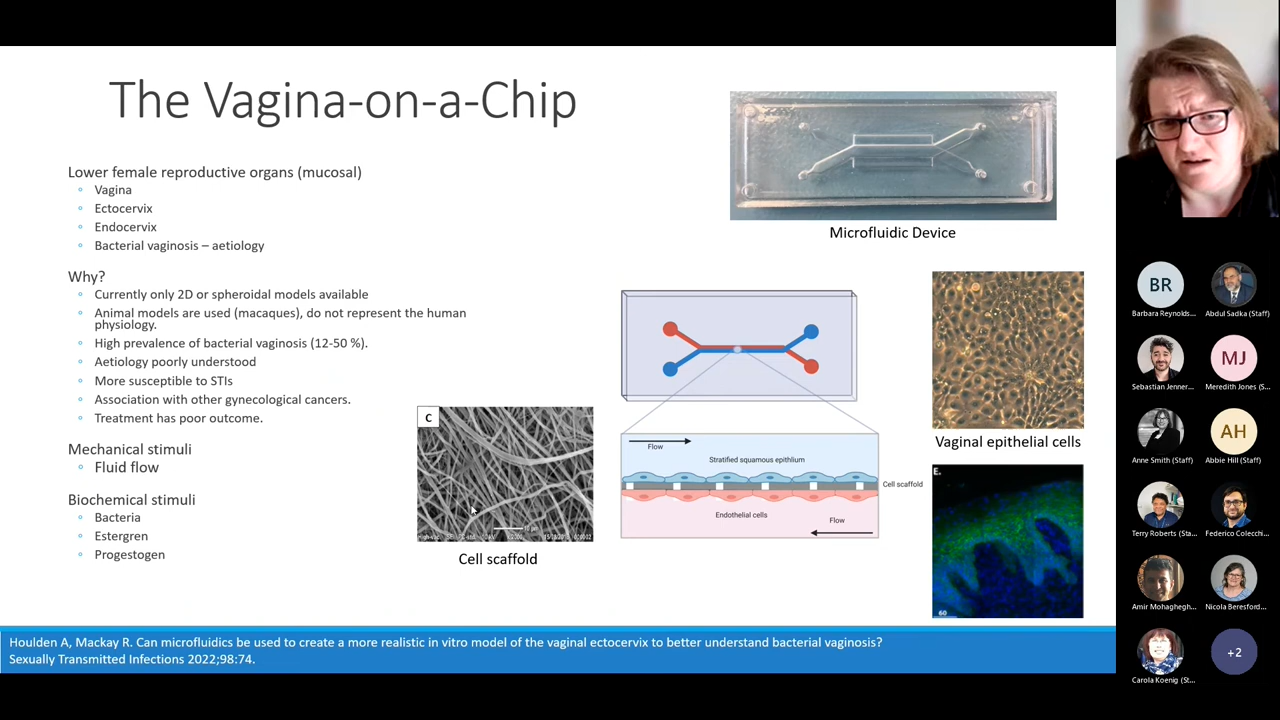 The Vagina-on-a-Chip
Lower female reproductive organs (mucosal)
Vagina
Ectocervix
Endocervix
Bacterial vaginosis – aetiology
Why?
Currently only 2D or spheroidal models available
Animal models are used (macaques), do not represent the human
physiology.
High prevalence of bacterial vaginosis (12-50 %).
Aetiology poorly understood
More susceptible to STIs
Association with other gynecological cancers.
Treatment has poor outcome.
Mechanical stimuli
Fluid flow
Biochemical stimuli
Bacteria
Estergren
Progestogen
C
Cell scaffold
Microfluidic Device
Flow
Stratified squamous epithlium
Cell scaffold
Endothelial cells
Flow
Vaginal epithelial cells
E.
60
Houlden A, Mackay R. Can microfluidics be used to create a more realistic in vitro model of the vaginal ectocervix to better understand bacterial vaginosis?
Sexually Transmitted Infections 2022;98:74.
BR
Barbara Reynolds...
Abdul Sadka (Staff)
Sebastian Jenner...
MJ
Meredith Jones (S...
Anne Smith (Staff)
AH
Abbie Hill (Staff)
Terry Roberts (Sta...
Federico Colecchi...
Amir Mohaghegh...
Nicola Beresford...
Carola Koenig (St...
+2